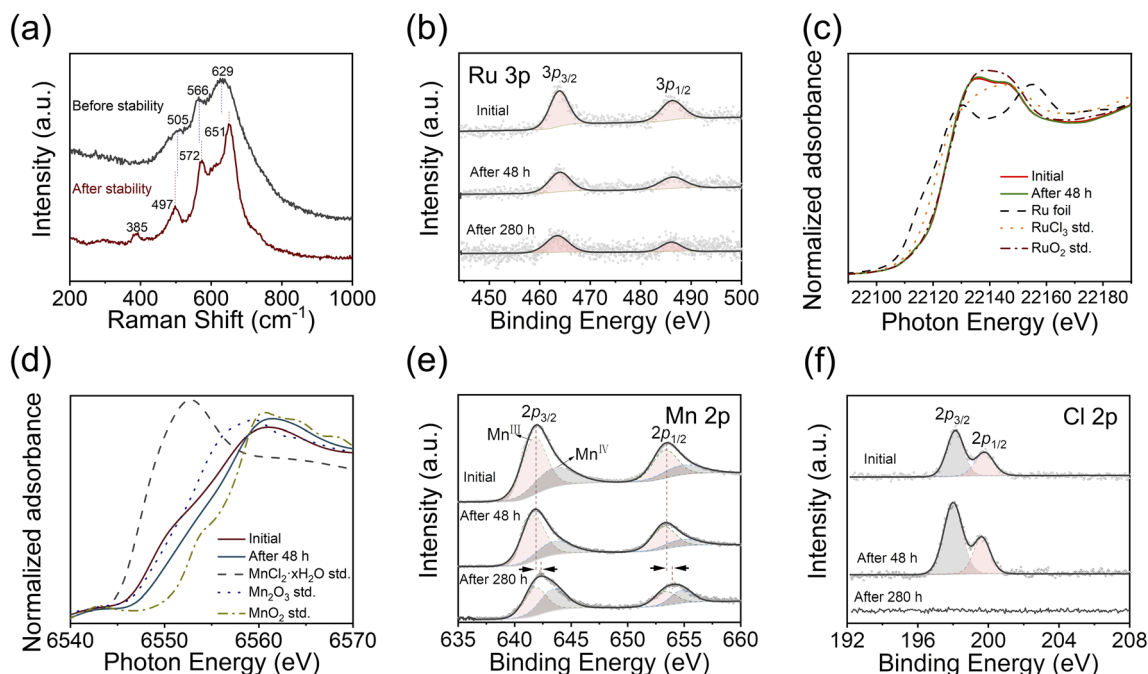 (a)
Intensity (a.u.)
629
566
Before stability
505
651
572
After stability
497
385
200 400 600 800 1000
Raman Shift (cm⁻¹)
(b)
Intensity (a.u.)
Ru 3p
3p₃/₂
3p₁/₂
Initial
After 48 h
After 280 h
450 460 470 480 490 500
Binding Energy (eV)
(c)
Normalized adsorbance
Initial
After 48 h
Ru foil
RuCl₃ std.
RuO₂ std.
22100 22120 22140 22160 22180
Photon Energy (eV)
(d)
Normalized adsorbance
Initial
After 48 h
MnCl₂·xH₂O std.
Mn₂O₃ std.
MnO₂ std.
6540 6550 6560 6570
Photon Energy (eV)
(e)
Intensity (a.u.)
Mn 2p
2p₃/₂
Mnᴵᴵᴵ
Mnᴵⱽ
2p₁/₂
Initial
After 48 h
After 280 h
635 640 645 650 655 660
Binding Energy (eV)
(f)
Intensity (a.u.)
Cl 2p
2p₃/₂
2p₁/₂
Initial
After 48 h
After 280 h
192 196 200 204 208
Binding Energy (eV)